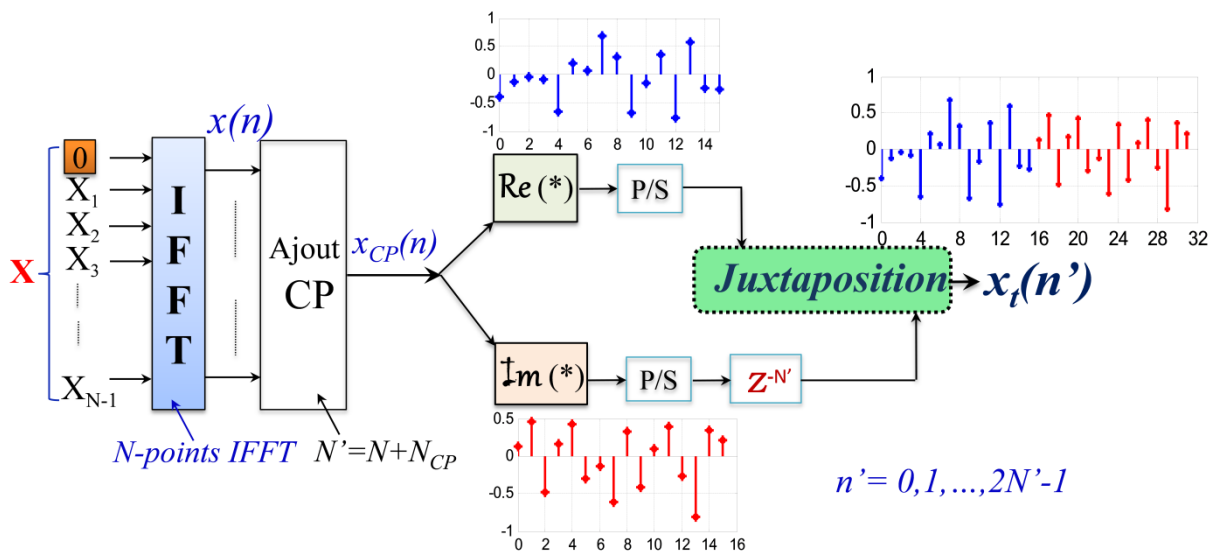 X
0
X1
X2
X3
XN-1
I
F
F
T
x(n)
N-points IFFT
Ajout
CP
N’=N+NCP
xCP(n)
1
0.5
0
-0.5
-1
0 2 4 6 8 10 12 14
Re (*)
P/S
Im (*)
P/S
Z-N’
0.5
0
-0.5
-1
0 2 4 6 8 10 12 14 16
Juxtaposition
xt(n’)
1
0.5
0
-0.5
-1
0 4 8 12 16 20 24 28 32
n’= 0,1,...,2N’-1